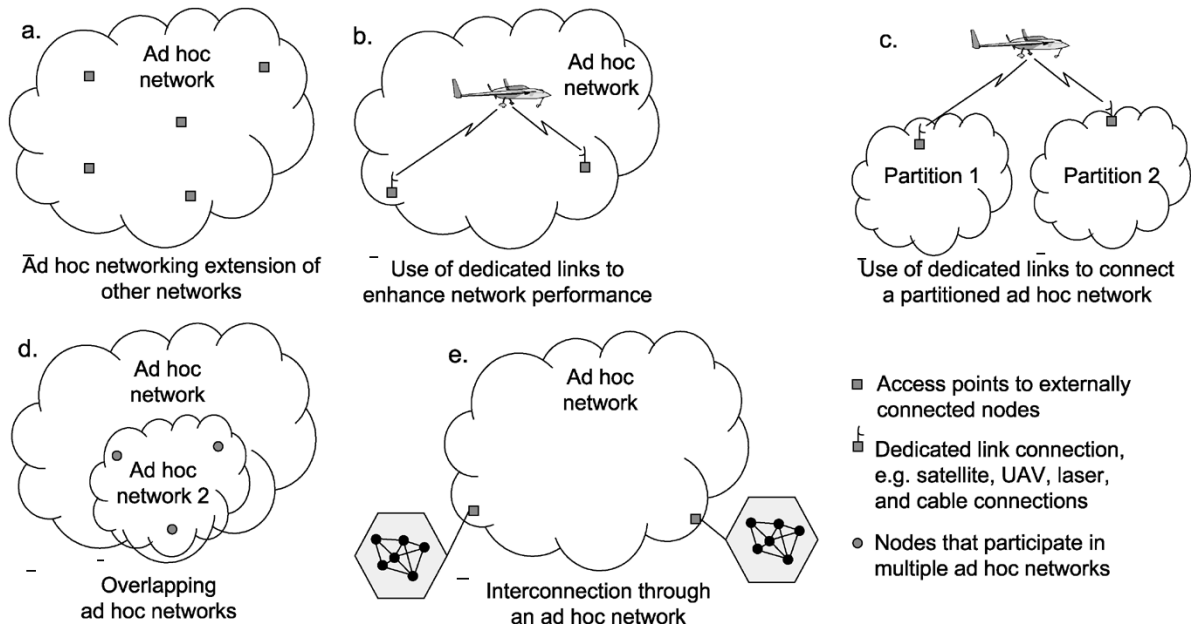 a.
Ad hoc
network
Ad hoc networking extension of
other networks
b.
Ad hoc
network
Use of dedicated links to
enhance network performance
c.
Partition 1
Partition 2
Use of dedicated links to connect
a partitioned ad hoc network
d.
Ad hoc
network
Ad hoc
network 2
Overlapping
ad hoc networks
e.
Ad hoc
network
Interconnection through
an ad hoc network
Access points to externally
connected nodes
Dedicated link connection,
e.g. satellite, UAV, laser,
and cable connections
Nodes that participate in
multiple ad hoc networks